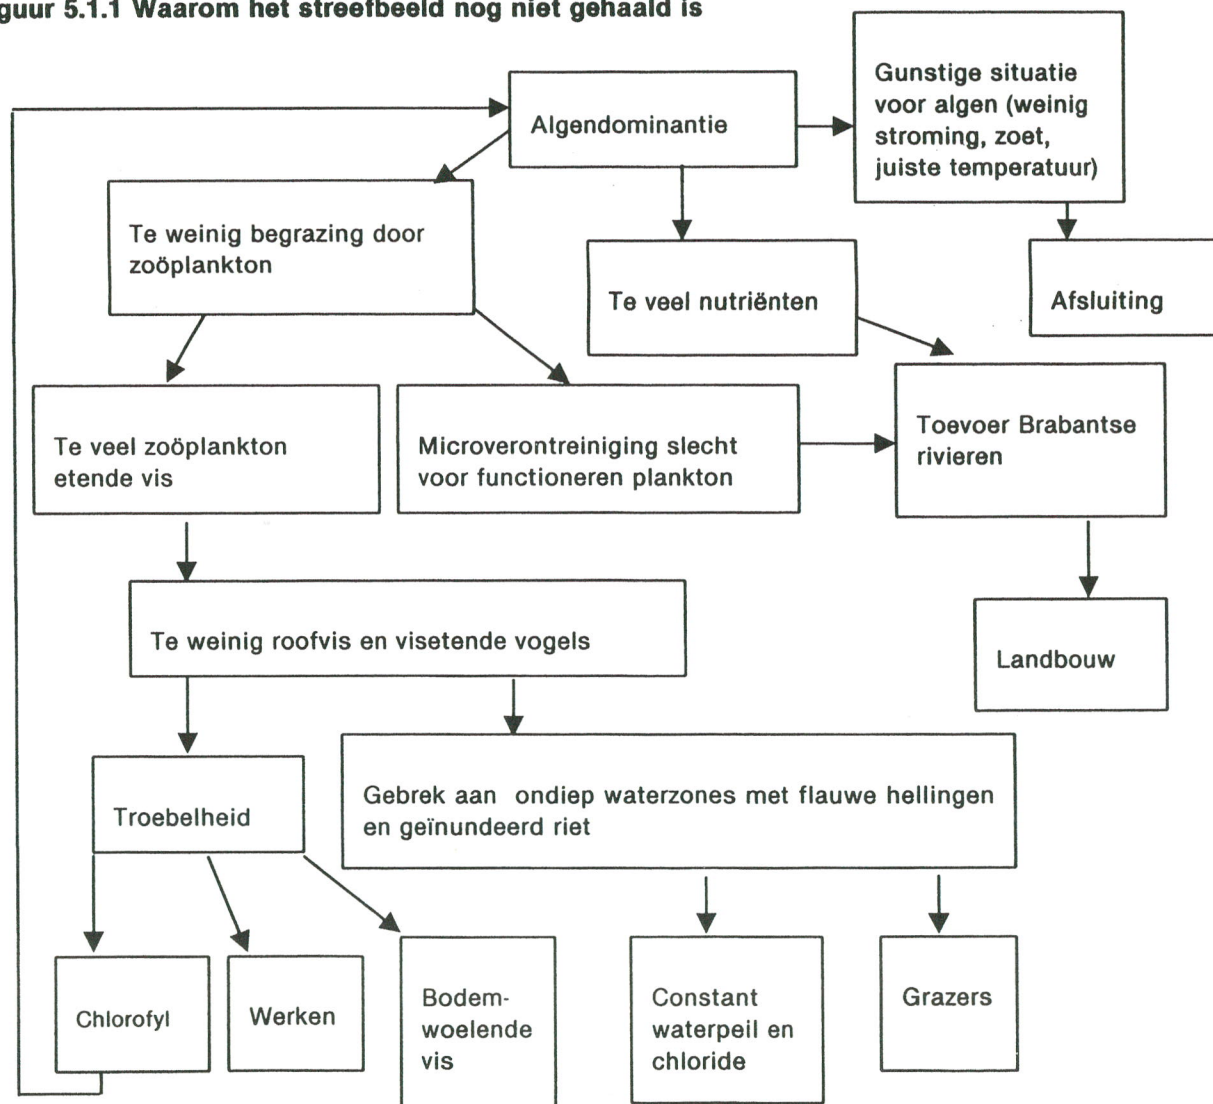 guur 5.1.1 Waarom het streefbeeld nog niet gehaald is
Gunstige situatie
voor algen (weinig
stroming, zoet,
juiste temperatuur)
Algendominantie
Te weinig begrazing door
zoöplankton
Te veel nutriënten
Afsluiting
Te veel zoöplankton
etende vis
Microverontreiniging slecht
voor functioneren plankton
Toevoer Brabantse
rivieren
Te weinig roofvis en visetende vogels
Landbouw
Troebelheid
Gebrek aan ondiep waterzones met flauwe hellingen
en geïnundeerd riet
Chlorofyl
Werken
Bodem-
woelende
vis
Constant
waterpeil en
chloride
Grazers